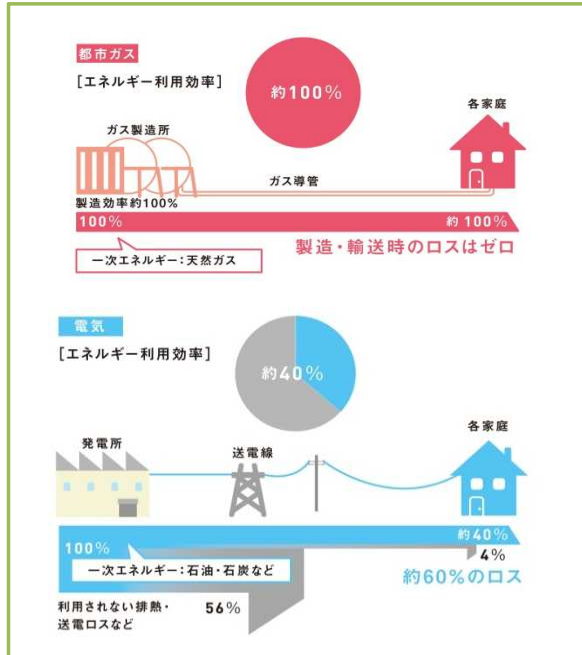 都市ガス
[エネルギー利用効率]
約100%
各家庭
ガス製造所
ガス導管
製造効率約100%
100%
約100%
一次エネルギー:天然ガス
製造・輸送時のロスはゼロ
電気
[エネルギー利用効率]
約40%
各家庭
発電所
送電線
100%
約40%
4%
一次エネルギー:石油・石炭など
約60%のロス
利用されない排熱・
送電ロスなど
56%